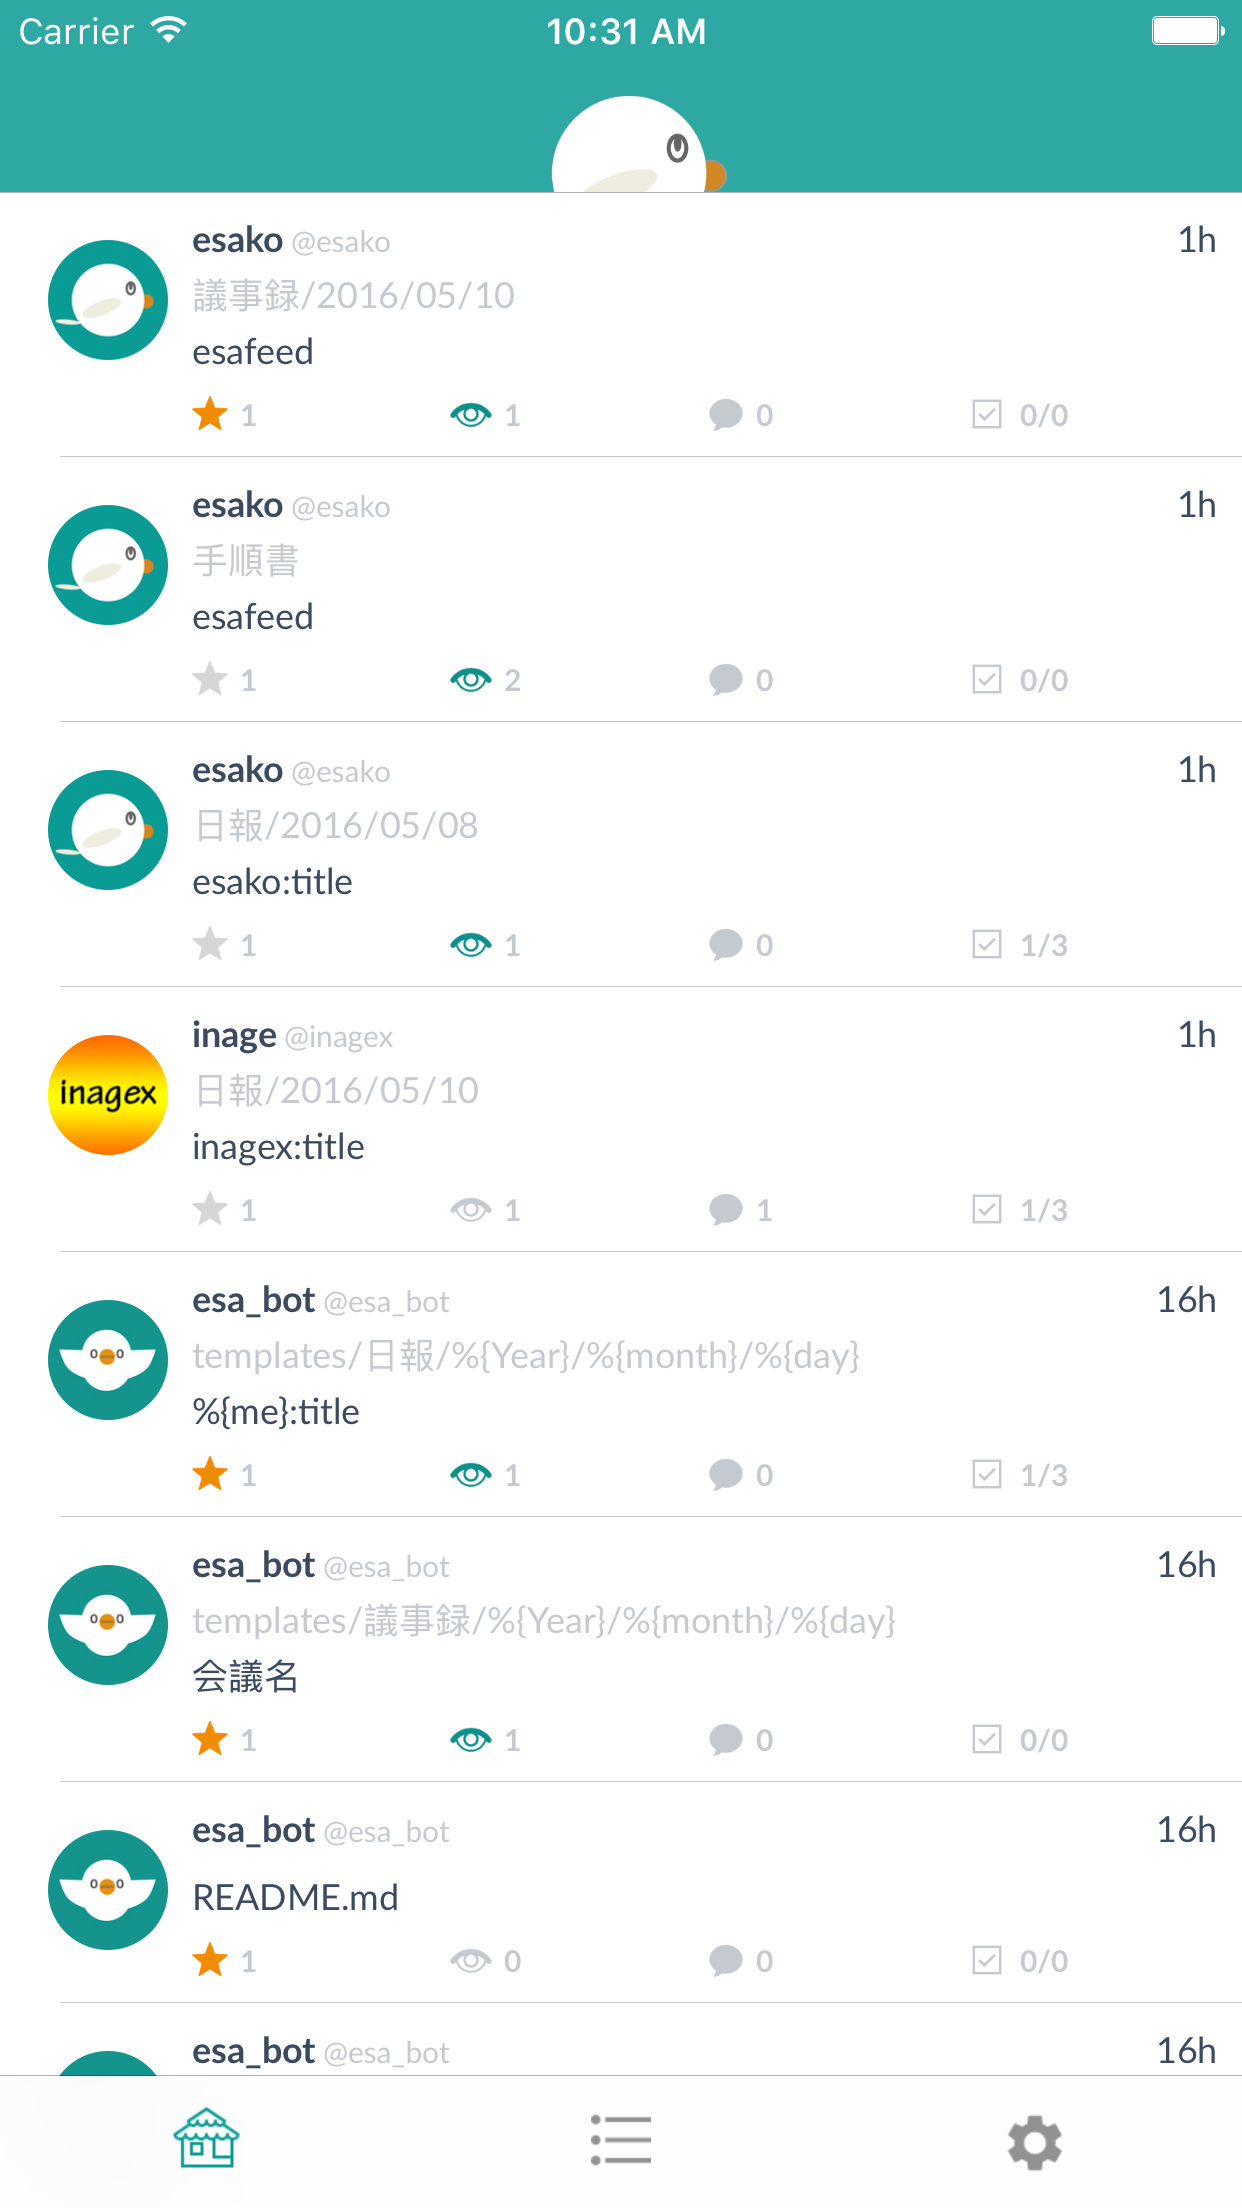 Carrier 10:31 AM
esako @esako 1h
議事録/2016/05/10
esafeed
1 1 0 0/0
esako @esako 1h
手順書
esafeed
1 2 0 0/0
esako @esako 1h
日報/2016/05/08
esako:title
1 1 0 1/3
inagex
inage @inagex 1h
日報/2016/05/10
inagex:title
1 1 1 1/3
esa_bot @esa_bot 16h
templates/日報/%{Year}/%{month}/%{day}
%{me}:title
1 1 0 1/3
esa_bot @esa_bot 16h
templates/議事録/%{Year}/%{month}/%{day}
会議名
1 1 0 0/0
esa_bot @esa_bot 16h
README.md
1 0 0 0/0
esa_bot @esa_bot 16h